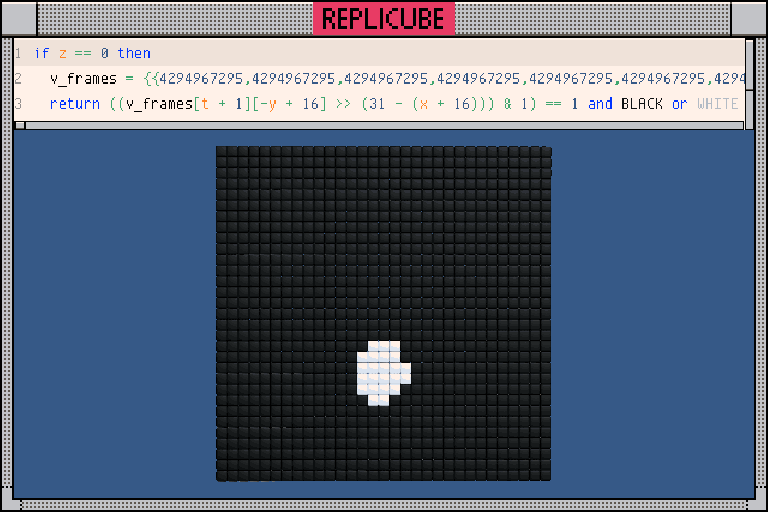 REPLICUBE
1 if z == 0 then
2 v_frames = {{4294967295,4294967295,4294967295,4294967295,4294967295,4294967295,4294
3 return ((v_frames[t + 1][-y + 16] >> (31 - (x + 16))) & 1) == 1 and BLACK or WHITE